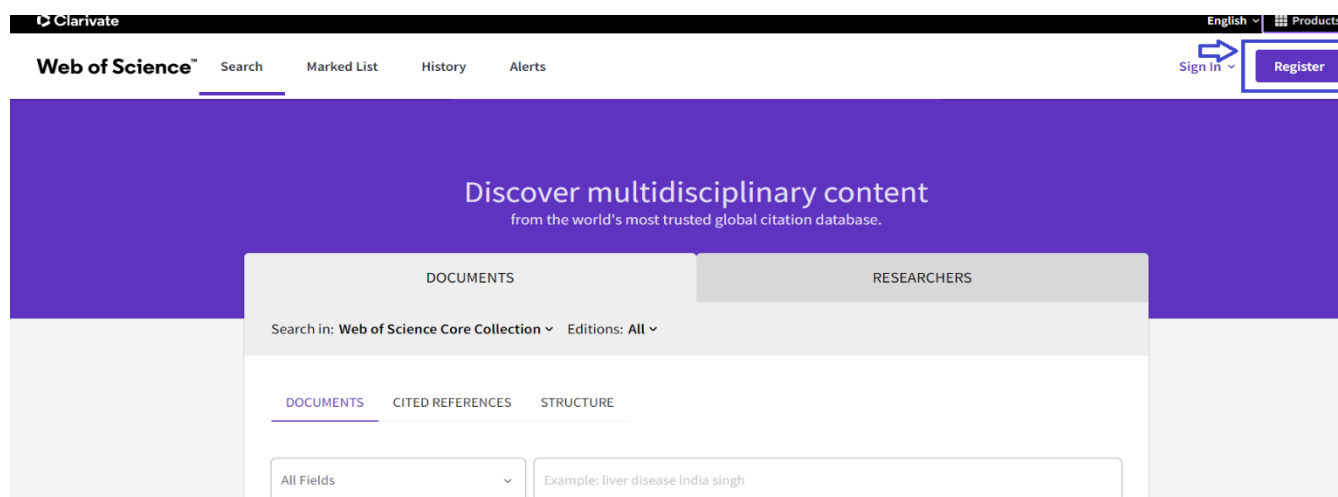 Clarivate English Products
Web of Science™ Search Marked List History Alerts Sign In Register
Discover multidisciplinary content
from the world's most trusted global citation database.
DOCUMENTS RESEARCHERS
Search in: Web of Science Core Collection Editions: All
DOCUMENTS CITED REFERENCES STRUCTURE
All Fields Example: liver disease india singh